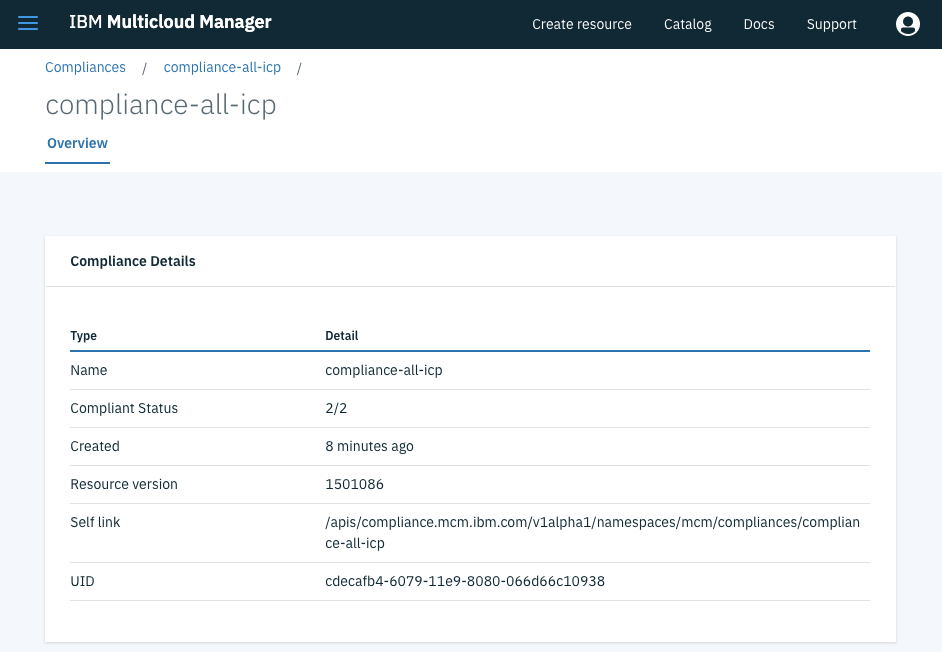 IBM Multicloud Manager Create resource Catalog Docs Support
Compliances / compliance-all-icp /
compliance-all-icp
Overview
Compliance Details
Type Detail
Name compliance-all-icp
Compliant Status 2/2
Created 8 minutes ago
Resource version 1501086
Self link /apis/compliance.mcm.ibm.com/v1alpha1/namespaces/mcm/compliances/complian
ce-all-icp
UID cdecafb4-6079-11e9-8080-066d66c10938